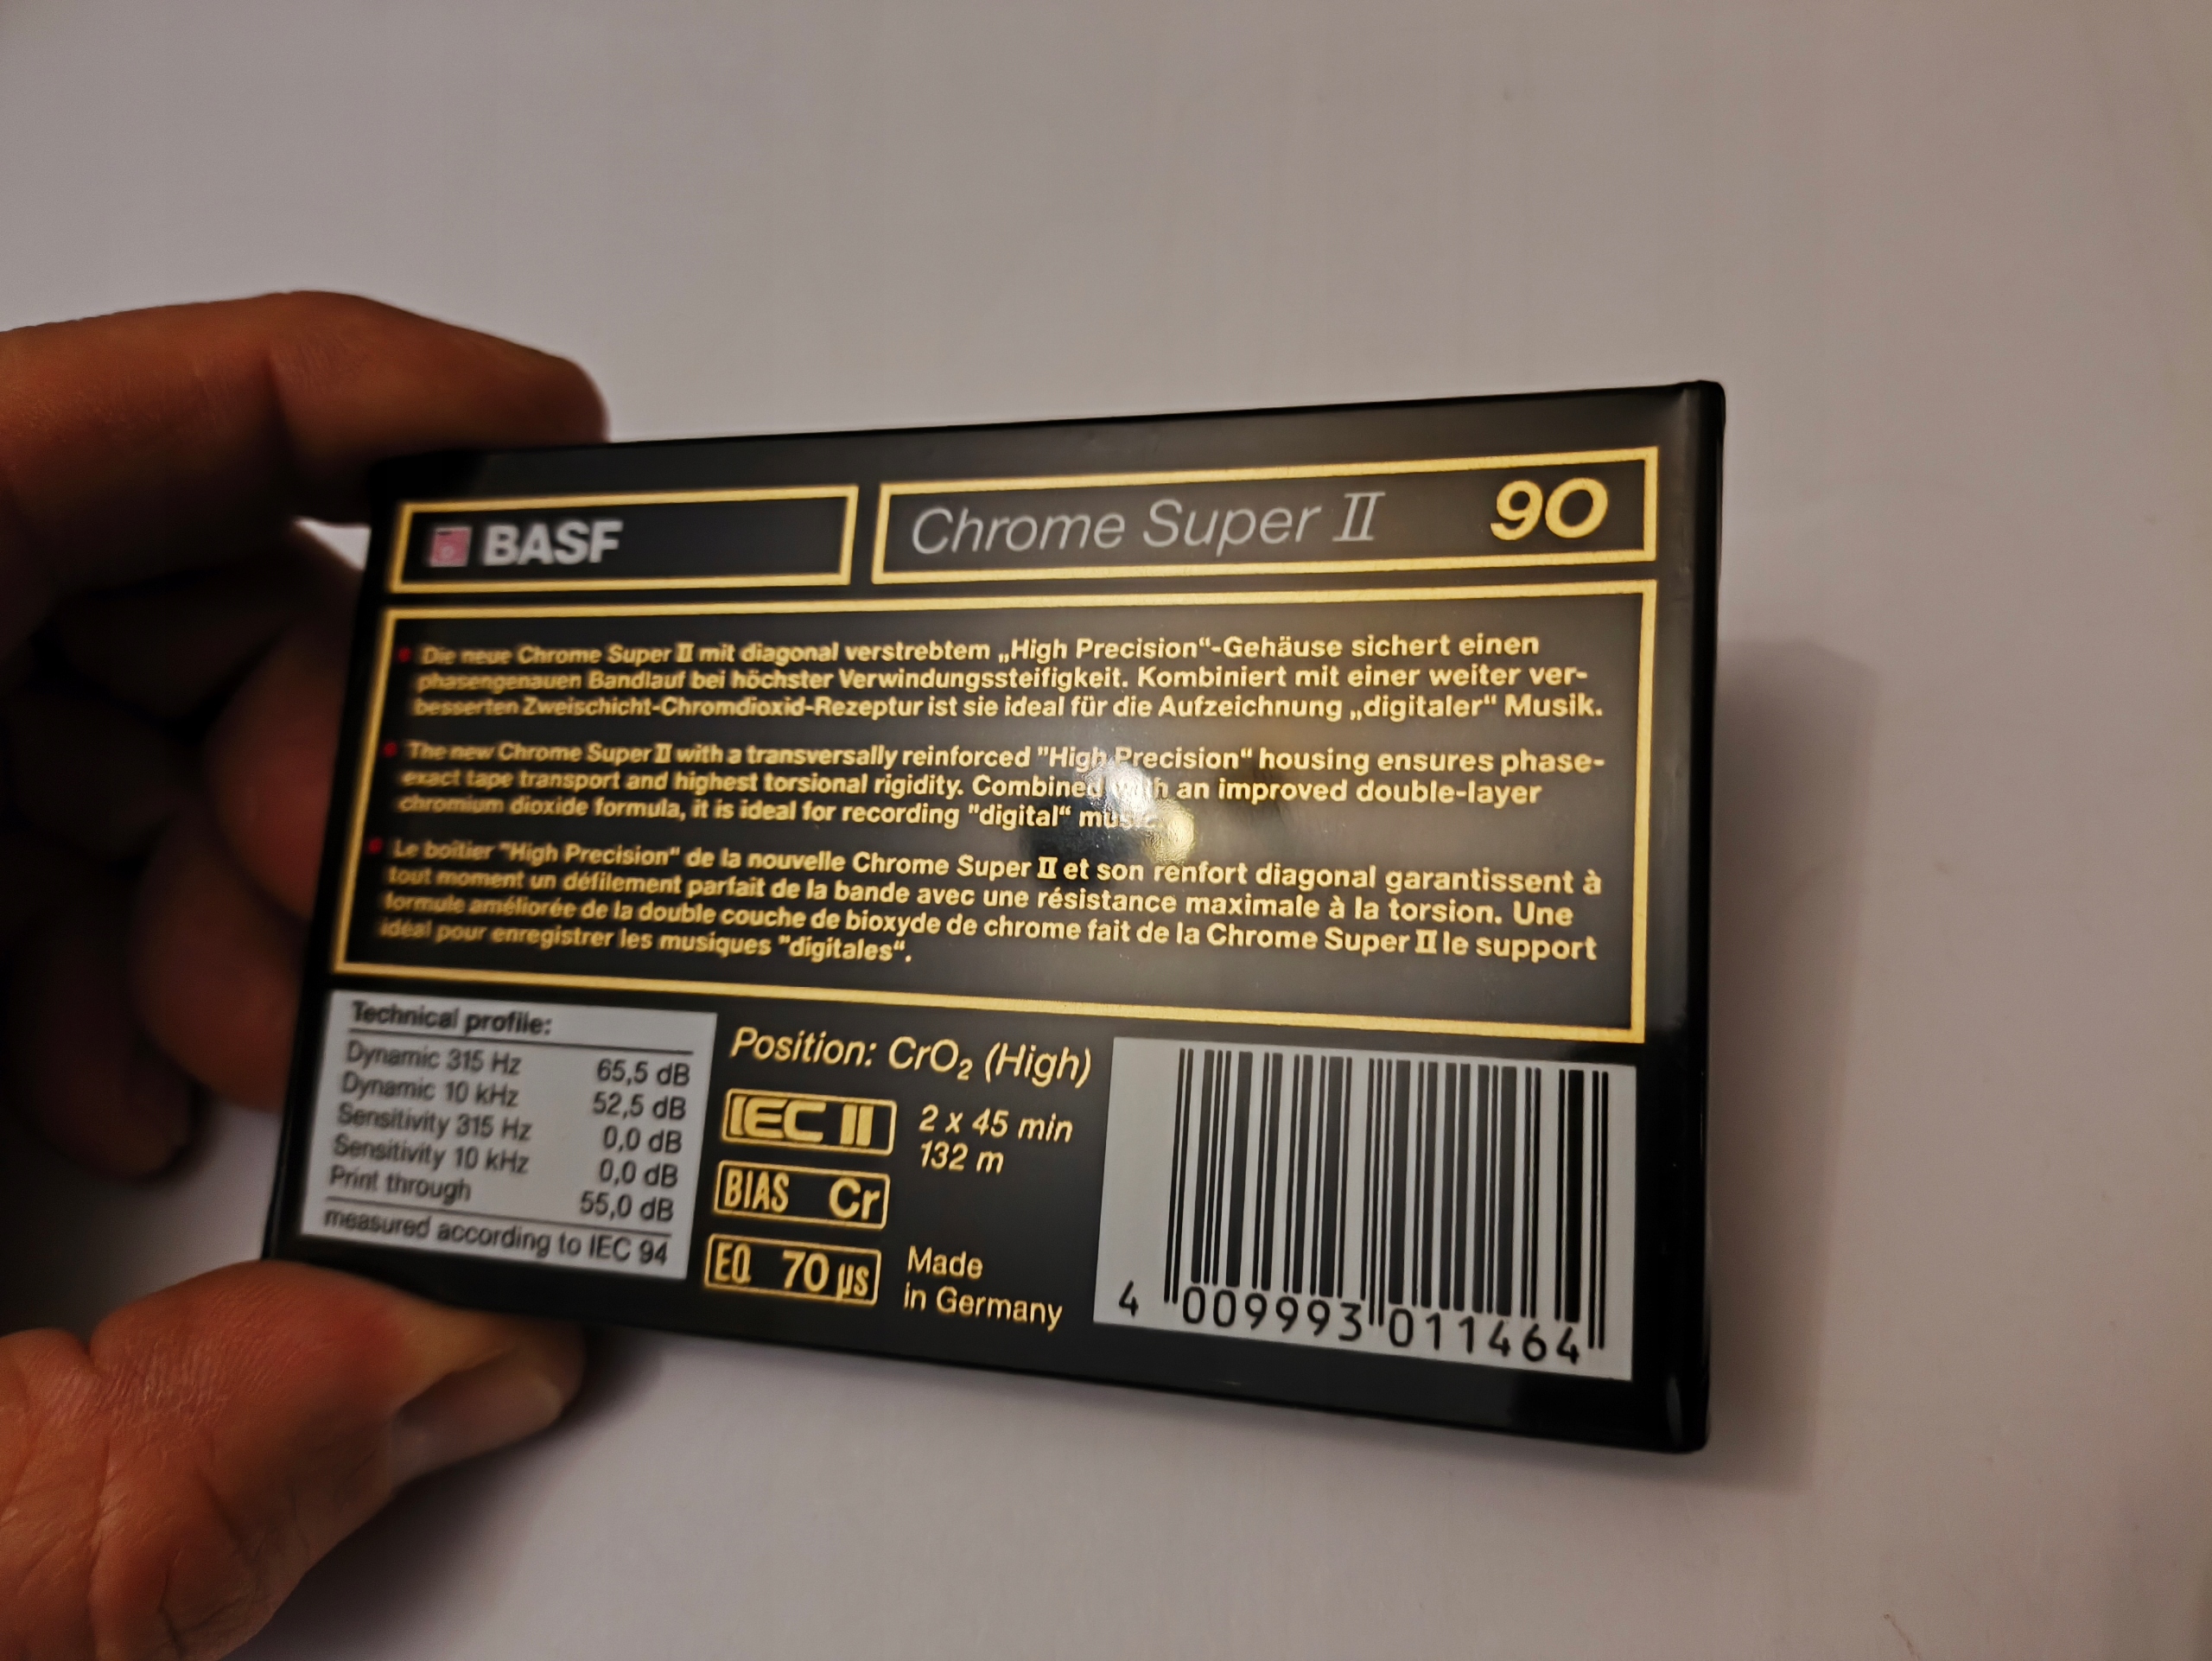 BASF
Chrome Super II 90
Die neue Chrome Super II mit diagonal verstrebtem „High Precision“-Gehäuse sichert einen
phasengenauen Bandlauf bei höchster Verwindungssteifigkeit. Kombiniert mit einer weiter ver-
besserten Zweischicht-Chromdioxid-Rezeptur ist sie ideal für die Aufzeichnung „digitaler“ Musik.
The new Chrome Super II with a transversally reinforced "High Precision“ housing ensures phase-
exact tape transport and highest torsional rigidity. Combined with an improved double-layer
chromium dioxide formula, it is ideal for recording "digital“ music.
Le boîtier "High Precision“ de la nouvelle Chrome Super II et son renfort diagonal garantissent à
tout moment un défilement parfait de la bande avec une résistance maximale à la torsion. Une
formule améliorée de la double couche de bioxyde de chrome fait de la Chrome Super II le support
idéal pour enregistrer les musiques "digitales“.
Technical profile:
Dynamic 315 Hz 65,5 dB
Dynamic 10 kHz 52,5 dB
Sensitivity 315 Hz 0,0 dB
Sensitivity 10 kHz 0,0 dB
Print through 55,0 dB
measured according to IEC 94
Position: CrO₂ (High)
IEC II
2 x 45 min
132 m
BIAS Cr
EQ 70 µs
Made
in Germany
4 009993 011464